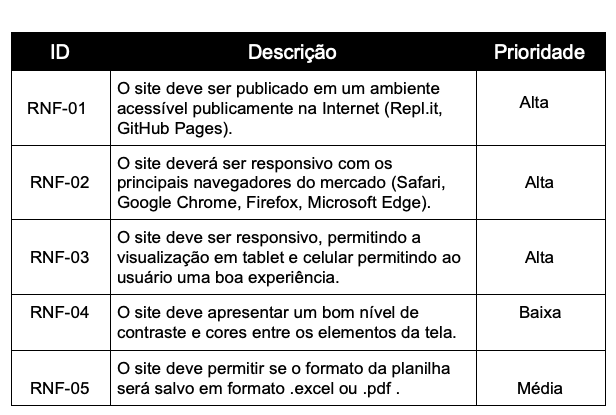 ID Descrição Prioridade
O site deve ser publicado em um ambiente
acessível publicamente na Internet (Repl.it,
GitHub Pages).
RNF-01
Alta
O site deverá ser responsivo com os
principais navegadores do mercado (Safari,
Google Chrome, Firefox, Microsoft Edge).
RNF-02
Alta
O site deve ser responsivo, permitindo a
visualização em tablet e celular permitindo ao
usuário uma boa experiência.
RNF-03
Alta
RNF-04
O site deve apresentar um bom nível de
contraste e cores entre os elementos da tela.
Baixa
O site deve permitir se o formato da planilha
será salvo em formato .excel ou .pdf .
RNF-05
Média